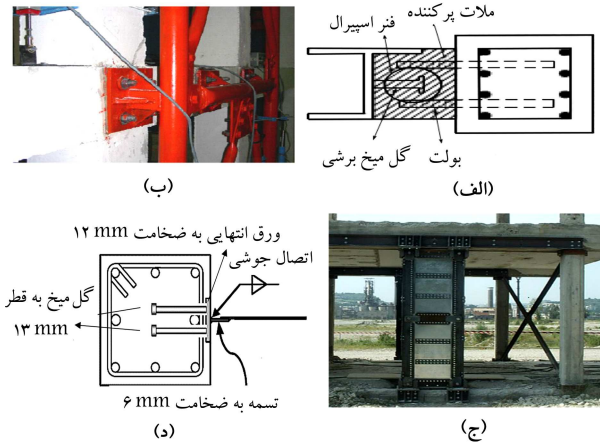 ملات پرکننده
فنر اسپیرال
گل میخ برشی
بولت
(الف)
(ب)
ورق انتهایی به ضخامت ۱۲ mm
اتصال جوشی
گل میخ به قطر
۱۳ mm
تسمه به ضخامت ۶ mm
(ج)
(د)